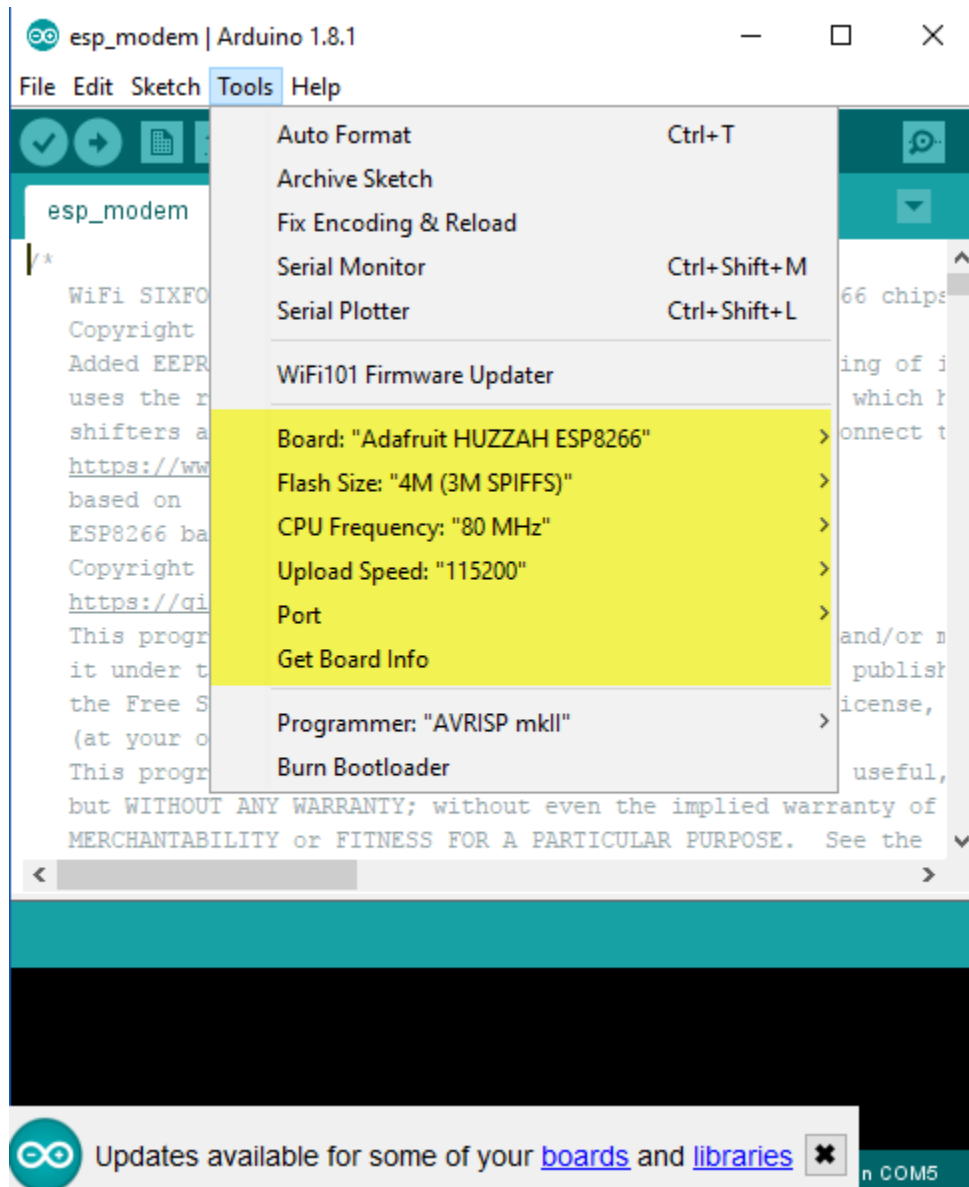 esp_modem | Arduino 1.8.1
File Edit Sketch Tools Help
Auto Format Ctrl+T
Archive Sketch
esp_modem
Fix Encoding & Reload
/*
Serial Monitor Ctrl+Shift+M
WiFi SIXFO 66 chips
Serial Plotter Ctrl+Shift+L
Copyright
Added EEPR ing of i
WiFi101 Firmware Updater
uses the r which h
shifters a onnect t
Board: "Adafruit HUZZAH ESP8266"
https://ww
Flash Size: "4M (3M SPIFFS)"
based on
CPU Frequency: "80 MHz"
ESP8266 ba
Upload Speed: "115200"
Copyright
https://gi
Port
This progr and/or m
Get Board Info
it under t publish
the Free S icense,
Programmer: "AVRISP mkII"
(at your o
Burn Bootloader
This progr useful,
but WITHOUT ANY WARRANTY; without even the implied warranty of
MERCHANTABILITY or FITNESS FOR A PARTICULAR PURPOSE. See the
Updates available for some of your boards and libraries
n COM5